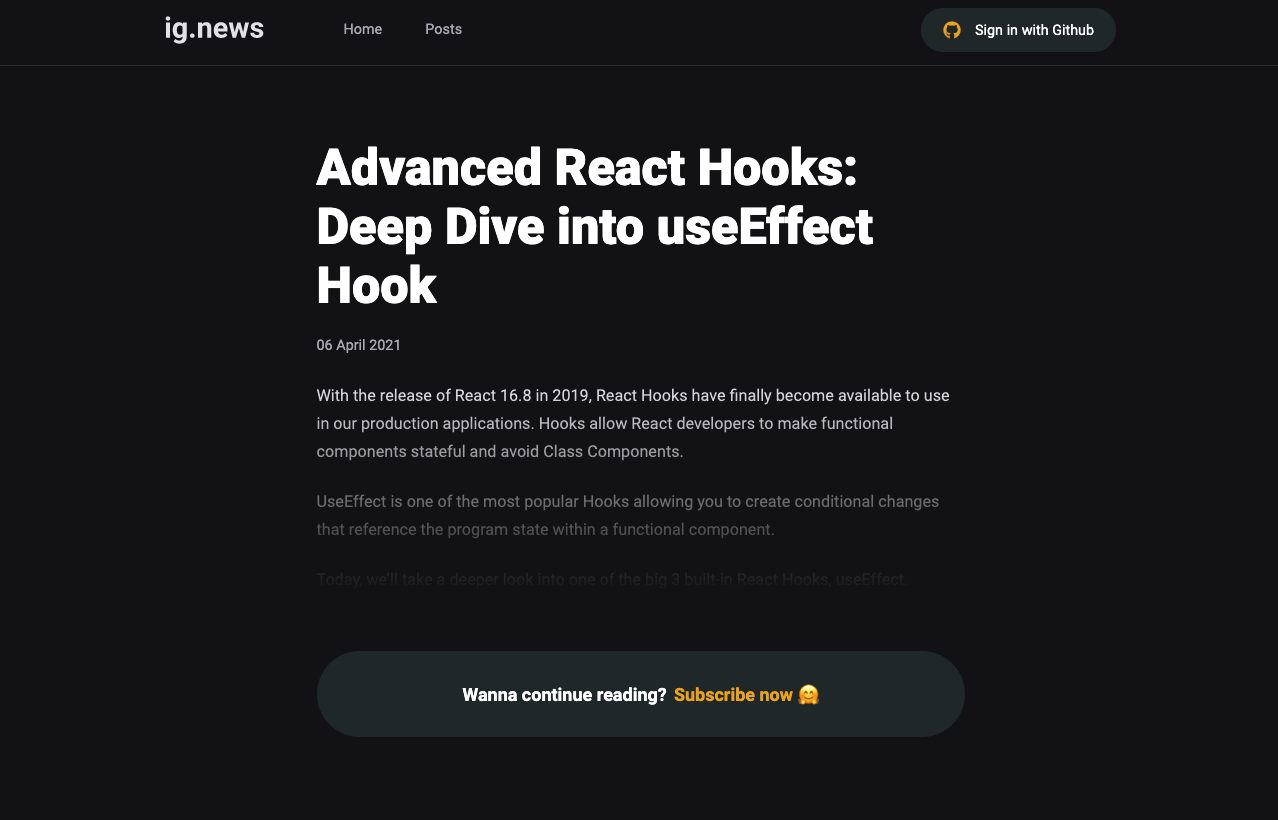 ig.news
Home
Posts
Sign in with Github
Advanced React Hooks:
Deep Dive into useEffect
Hook
06 April 2021
With the release of React 16.8 in 2019, React Hooks have finally become available to use
in our production applications. Hooks allow React developers to make functional
components stateful and avoid Class Components.
UseEffect is one of the most popular Hooks allowing you to create conditional changes
that reference the program state within a functional component.
Today, we'll take a deeper look into one of the big 3 built-in React Hooks, useEffect
Wanna continue reading? Subscribe now 🤗